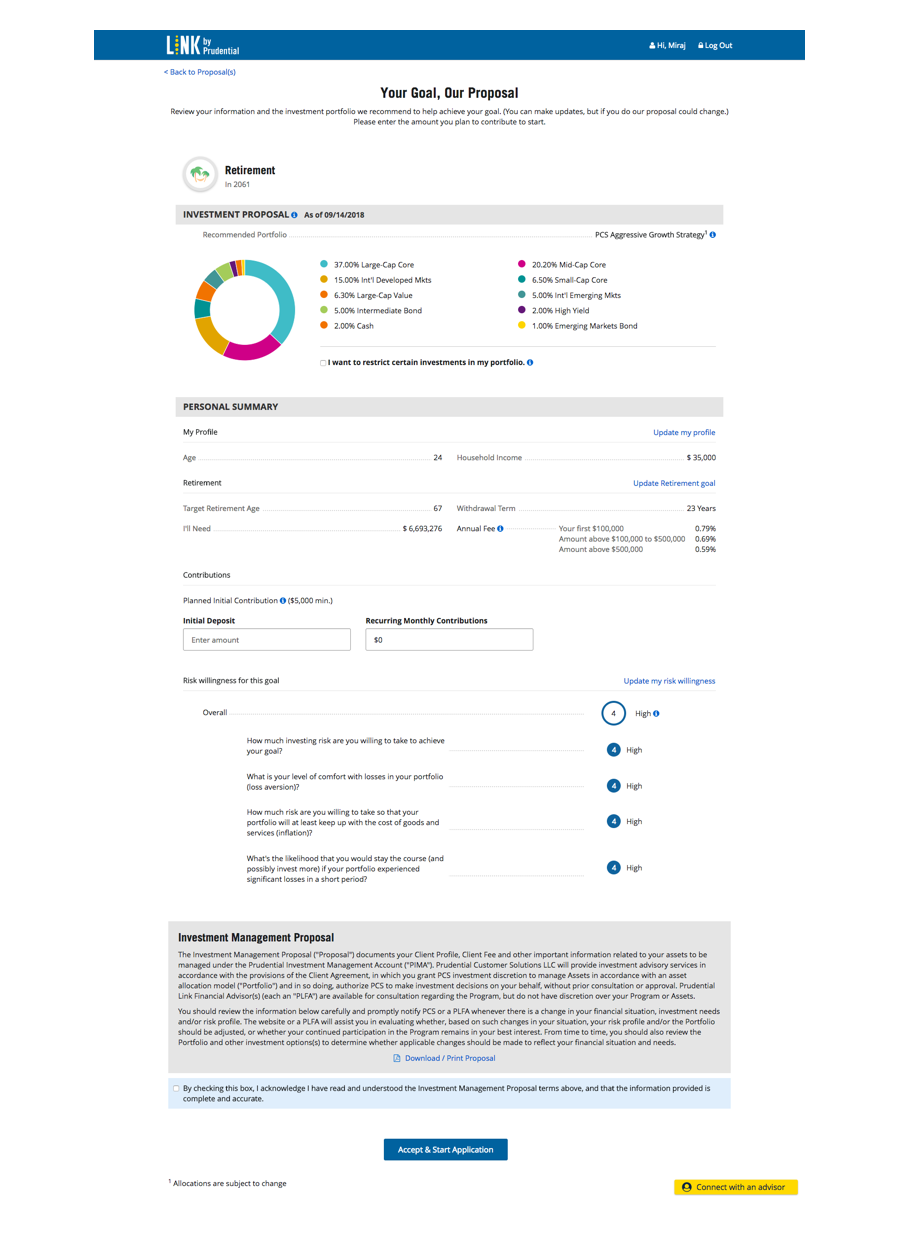 LINK by Prudential
Hi, Miraj
Log Out
< Back to Proposal(s)
Your Goal, Our Proposal
Review your information and the investment portfolio we recommend to help achieve your goal. (You can make updates, but if you do our proposal could change.)
Please enter the amount you plan to contribute to start.
Retirement
In 2061
INVESTMENT PROPOSAL As of 09/14/2018
Recommended Portfolio PCS Aggressive Growth Strategy1
37.00% Large-Cap Core
20.20% Mid-Cap Core
15.00% Int'l Developed Mkts
6.50% Small-Cap Core
6.30% Large-Cap Value
5.00% Int'l Emerging Mkts
5.00% Intermediate Bond
2.00% High Yield
2.00% Cash
1.00% Emerging Markets Bond
I want to restrict certain investments in my portfolio.
PERSONAL SUMMARY
My Profile Update my profile
Age 24 Household Income $ 35,000
Retirement Update Retirement goal
Target Retirement Age 67 Withdrawal Term 23 Years
I'll Need $ 6,693,276 Annual Fee Your first $100,000 0.79%
Amount above $100,000 to $500,000 0.69%
Amount above $500,000 0.59%
Contributions
Planned Initial Contribution ($5,000 min.)
Initial Deposit Recurring Monthly Contributions
Enter amount $0
Risk willingness for this goal Update my risk willingness
Overall 4 High
How much investing risk are you willing to take to achieve
your goal?
4 High
What is your level of comfort with losses in your portfolio
(loss aversion)?
4 High
How much risk are you willing to take so that your
portfolio will at least keep up with the cost of goods and
services (inflation)?
4 High
What's the likelihood that you would stay the course (and
possibly invest more) if your portfolio experienced
significant losses in a short period?
4 High
Investment Management Proposal
The Investment Management Proposal ("Proposal") documents your Client Profile, Client Fee and other important information related to your assets to be
managed under the Prudential Investment Management Account ("PIMA"). Prudential Customer Solutions LLC will provide investment advisory services in
accordance with the provisions of the Client Agreement, in which you grant PCS investment discretion to manage Assets in accordance with an asset
allocation model ("Portfolio") and in so doing, authorize PCS to make investment decisions on your behalf, without prior consultation or approval. Prudential
Link Financial Advisor(s) (each an "PLFA") are available for consultation regarding the Program, but do not have discretion over your Program or Assets.
You should review the information below carefully and promptly notify PCS or a PLFA whenever there is a change in your financial situation, investment needs
and/or risk profile. The website or a PLFA will assist you in evaluating whether, based on such changes in your situation, your risk profile and/or the Portfolio
should be adjusted, or whether your continued participation in the Program remains in your best interest. From time to time, you should also review the
Portfolio and other investment options(s) to determine whether applicable changes should be made to reflect your financial situation and needs.
Download / Print Proposal
By checking this box, I acknowledge I have read and understood the Investment Management Proposal terms above, and that the information provided is
complete and accurate.
Accept & Start Application
1 Allocations are subject to change
Connect with an advisor